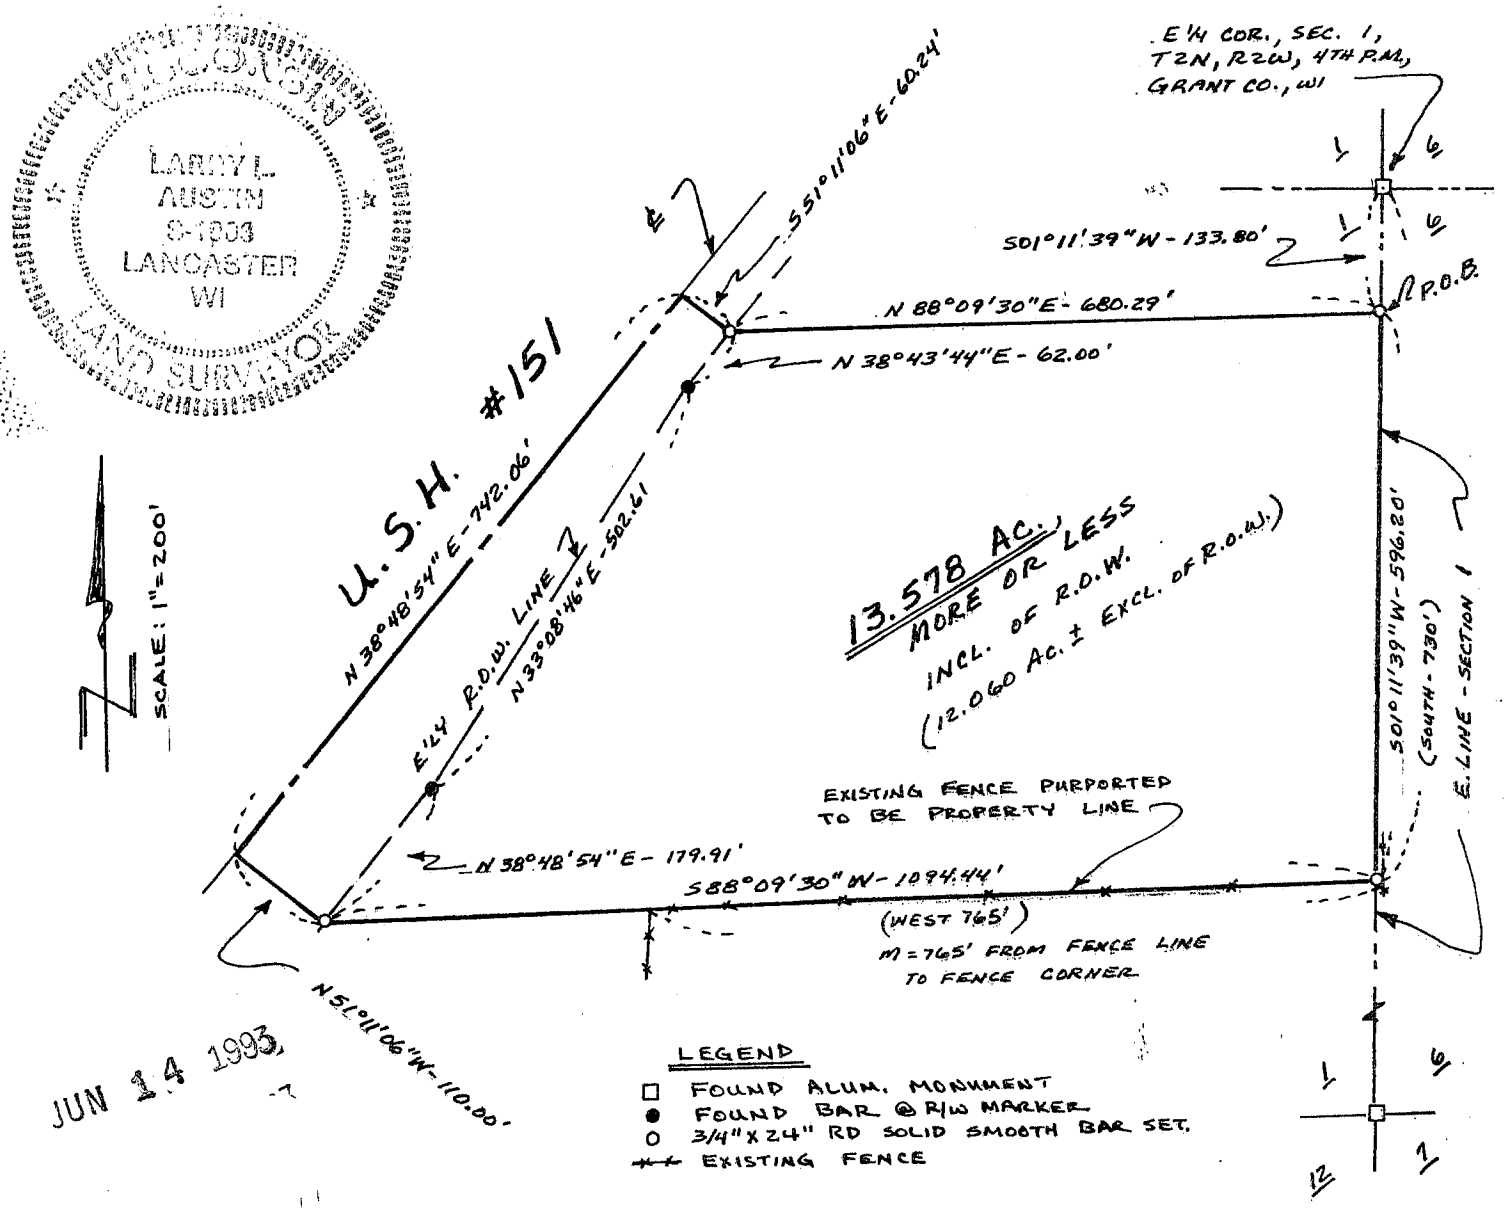 WISCONSIN
LARRY L.
AUSTIN
S-1003
LANCASTER
WI
LAND SURVEYOR
E 1/4 COR., SEC. 1,
T2N, R2W, 4TH P.M.,
GRANT CO., WI
1 6
1 6
S01°11'39"W - 133.80'
P.O.B.
S51°11'06"E - 60.24'
℄
N 88°09'30"E - 680.29'
N 38°43'44"E - 62.00'
U.S.H. #151
N 38°48'54"E - 742.06'
E'LY R.O.W. LINE
N 33°08'46"E - 502.61
SCALE: 1"=200'
13.578 AC.,
MORE OR LESS
INCL. OF R.O.W.
(12.060 AC. ± EXCL. OF R.O.W.)
S01°11'39"W - 596.20'
(SOUTH - 730')
E. LINE - SECTION 1
EXISTING FENCE PURPORTED
TO BE PROPERTY LINE
N 38°48'54"E - 179.91'
S88°09'30"W - 1094.44'
(WEST 765')
M = 765' FROM FENCE LINE
TO FENCE CORNER
N 51°11'06"W - 110.00'
JUN 14 1993
LEGEND
FOUND ALUM. MONUMENT
FOUND BAR @ R/W MARKER
3/4" X 24" RD SOLID SMOOTH BAR SET.
EXISTING FENCE
1 6
12 7